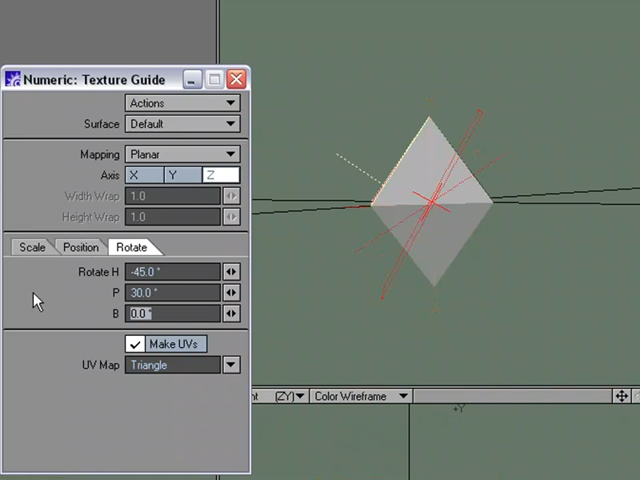 Numeric: Texture Guide
Actions
Surface Default
Mapping Planar
Axis X Y Z
Width Wrap 1.0
Height Wrap 1.0
Scale Position Rotate
Rotate H -45.0 °
P 30.0 °
B 0.0 °
Make UVs
UV Map Triangle
(ZY) Color Wireframe
+Y